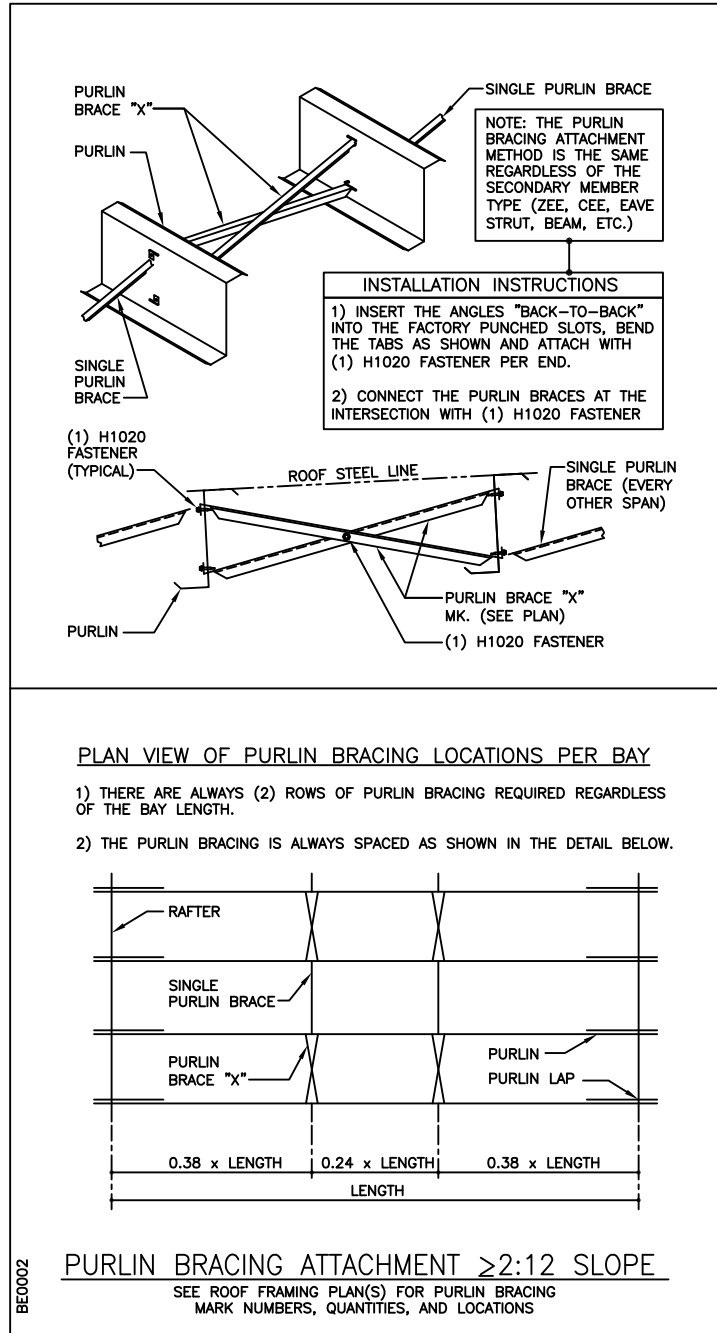 PURLIN
BRACE "X"
PURLIN
SINGLE PURLIN BRACE
NOTE: THE PURLIN
BRACING ATTACHMENT
METHOD IS THE SAME
REGARDLESS OF THE
SECONDARY MEMBER
TYPE (ZEE, CEE, EAVE
STRUT, BEAM, ETC.)
INSTALLATION INSTRUCTIONS
1) INSERT THE ANGLES "BACK-TO-BACK"
INTO THE FACTORY PUNCHED SLOTS, BEND
THE TABS AS SHOWN AND ATTACH WITH
(1) H1020 FASTENER PER END.
2) CONNECT THE PURLIN BRACES AT THE
INTERSECTION WITH (1) H1020 FASTENER
SINGLE
PURLIN
BRACE
(1) H1020
FASTENER
(TYPICAL)
ROOF STEEL LINE
SINGLE PURLIN
BRACE (EVERY
OTHER SPAN)
PURLIN
PURLIN BRACE "X"
MK. (SEE PLAN)
(1) H1020 FASTENER
PLAN VIEW OF PURLIN BRACING LOCATIONS PER BAY
1) THERE ARE ALWAYS (2) ROWS OF PURLIN BRACING REQUIRED REGARDLESS
OF THE BAY LENGTH.
2) THE PURLIN BRACING IS ALWAYS SPACED AS SHOWN IN THE DETAIL BELOW.
RAFTER
SINGLE
PURLIN BRACE
PURLIN
BRACE "X"
PURLIN
PURLIN LAP
0.38 x LENGTH
0.24 x LENGTH
0.38 x LENGTH
LENGTH
PURLIN BRACING ATTACHMENT ≥2:12 SLOPE
SEE ROOF FRAMING PLAN(S) FOR PURLIN BRACING
MARK NUMBERS, QUANTITIES, AND LOCATIONS
BE0002